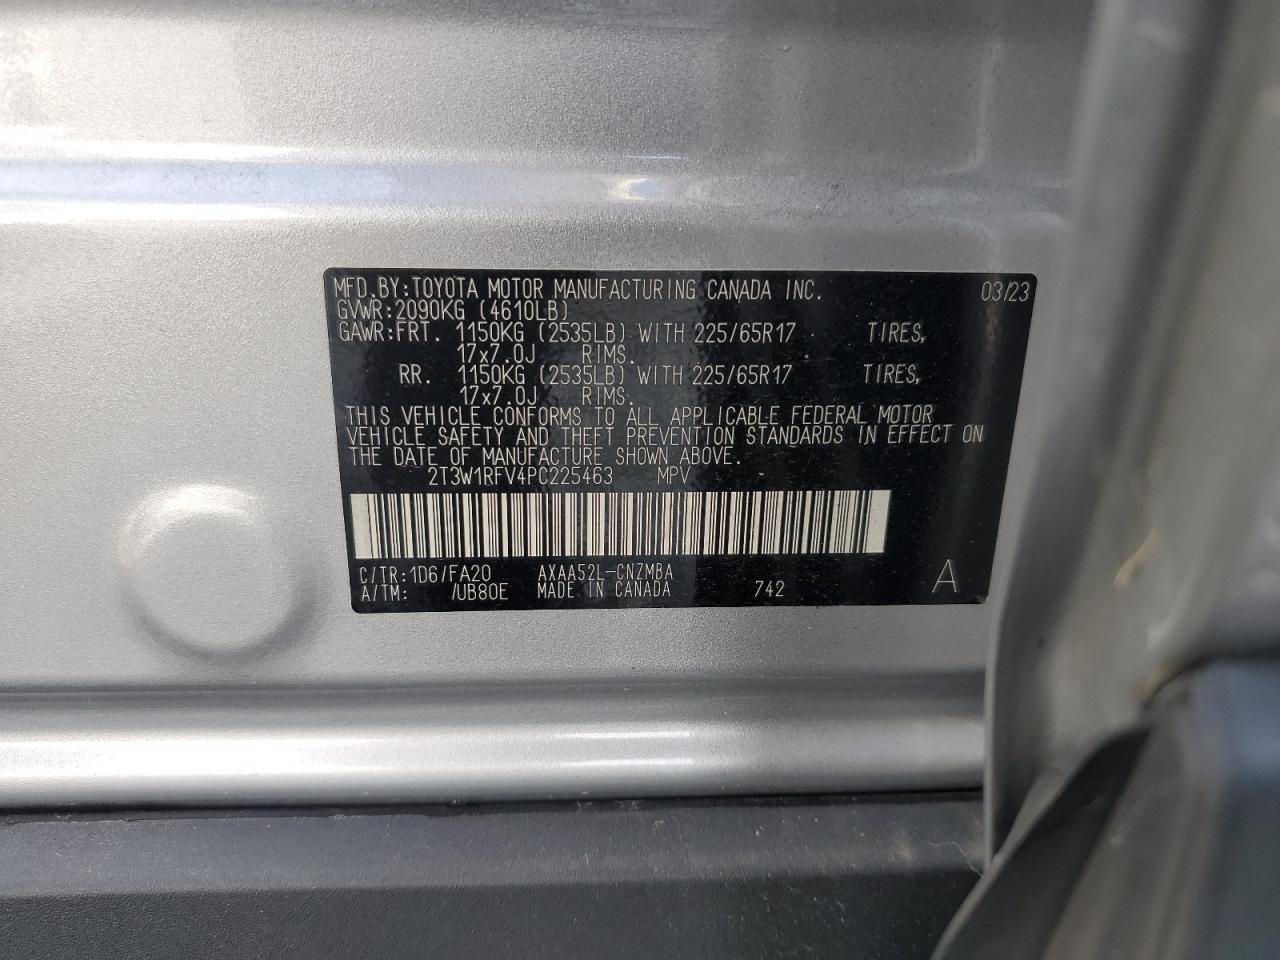 MFD.BY:TOYOTA MOTOR MANUFACTURING CANADA INC. 03/23
GVWR:2090KG (4610LB)
GAWR:FRT. 1150KG (2535LB) WITH 225/65R17 TIRES,
17x7.0J RIMS.
RR. 1150KG (2535LB) WITH 225/65R17 TIRES,
17x7.0J RIMS.
THIS VEHICLE CONFORMS TO ALL APPLICABLE FEDERAL MOTOR
VEHICLE SAFETY AND THEFT PREVENTION STANDARDS IN EFFECT ON
THE DATE OF MANUFACTURE SHOWN ABOVE.
2T3W1RFV4PC225463 MPV
C/TR:1D6/FA20 AXAA52L-CNZMBA
A/TM: /UB80E MADE IN CANADA 742 A